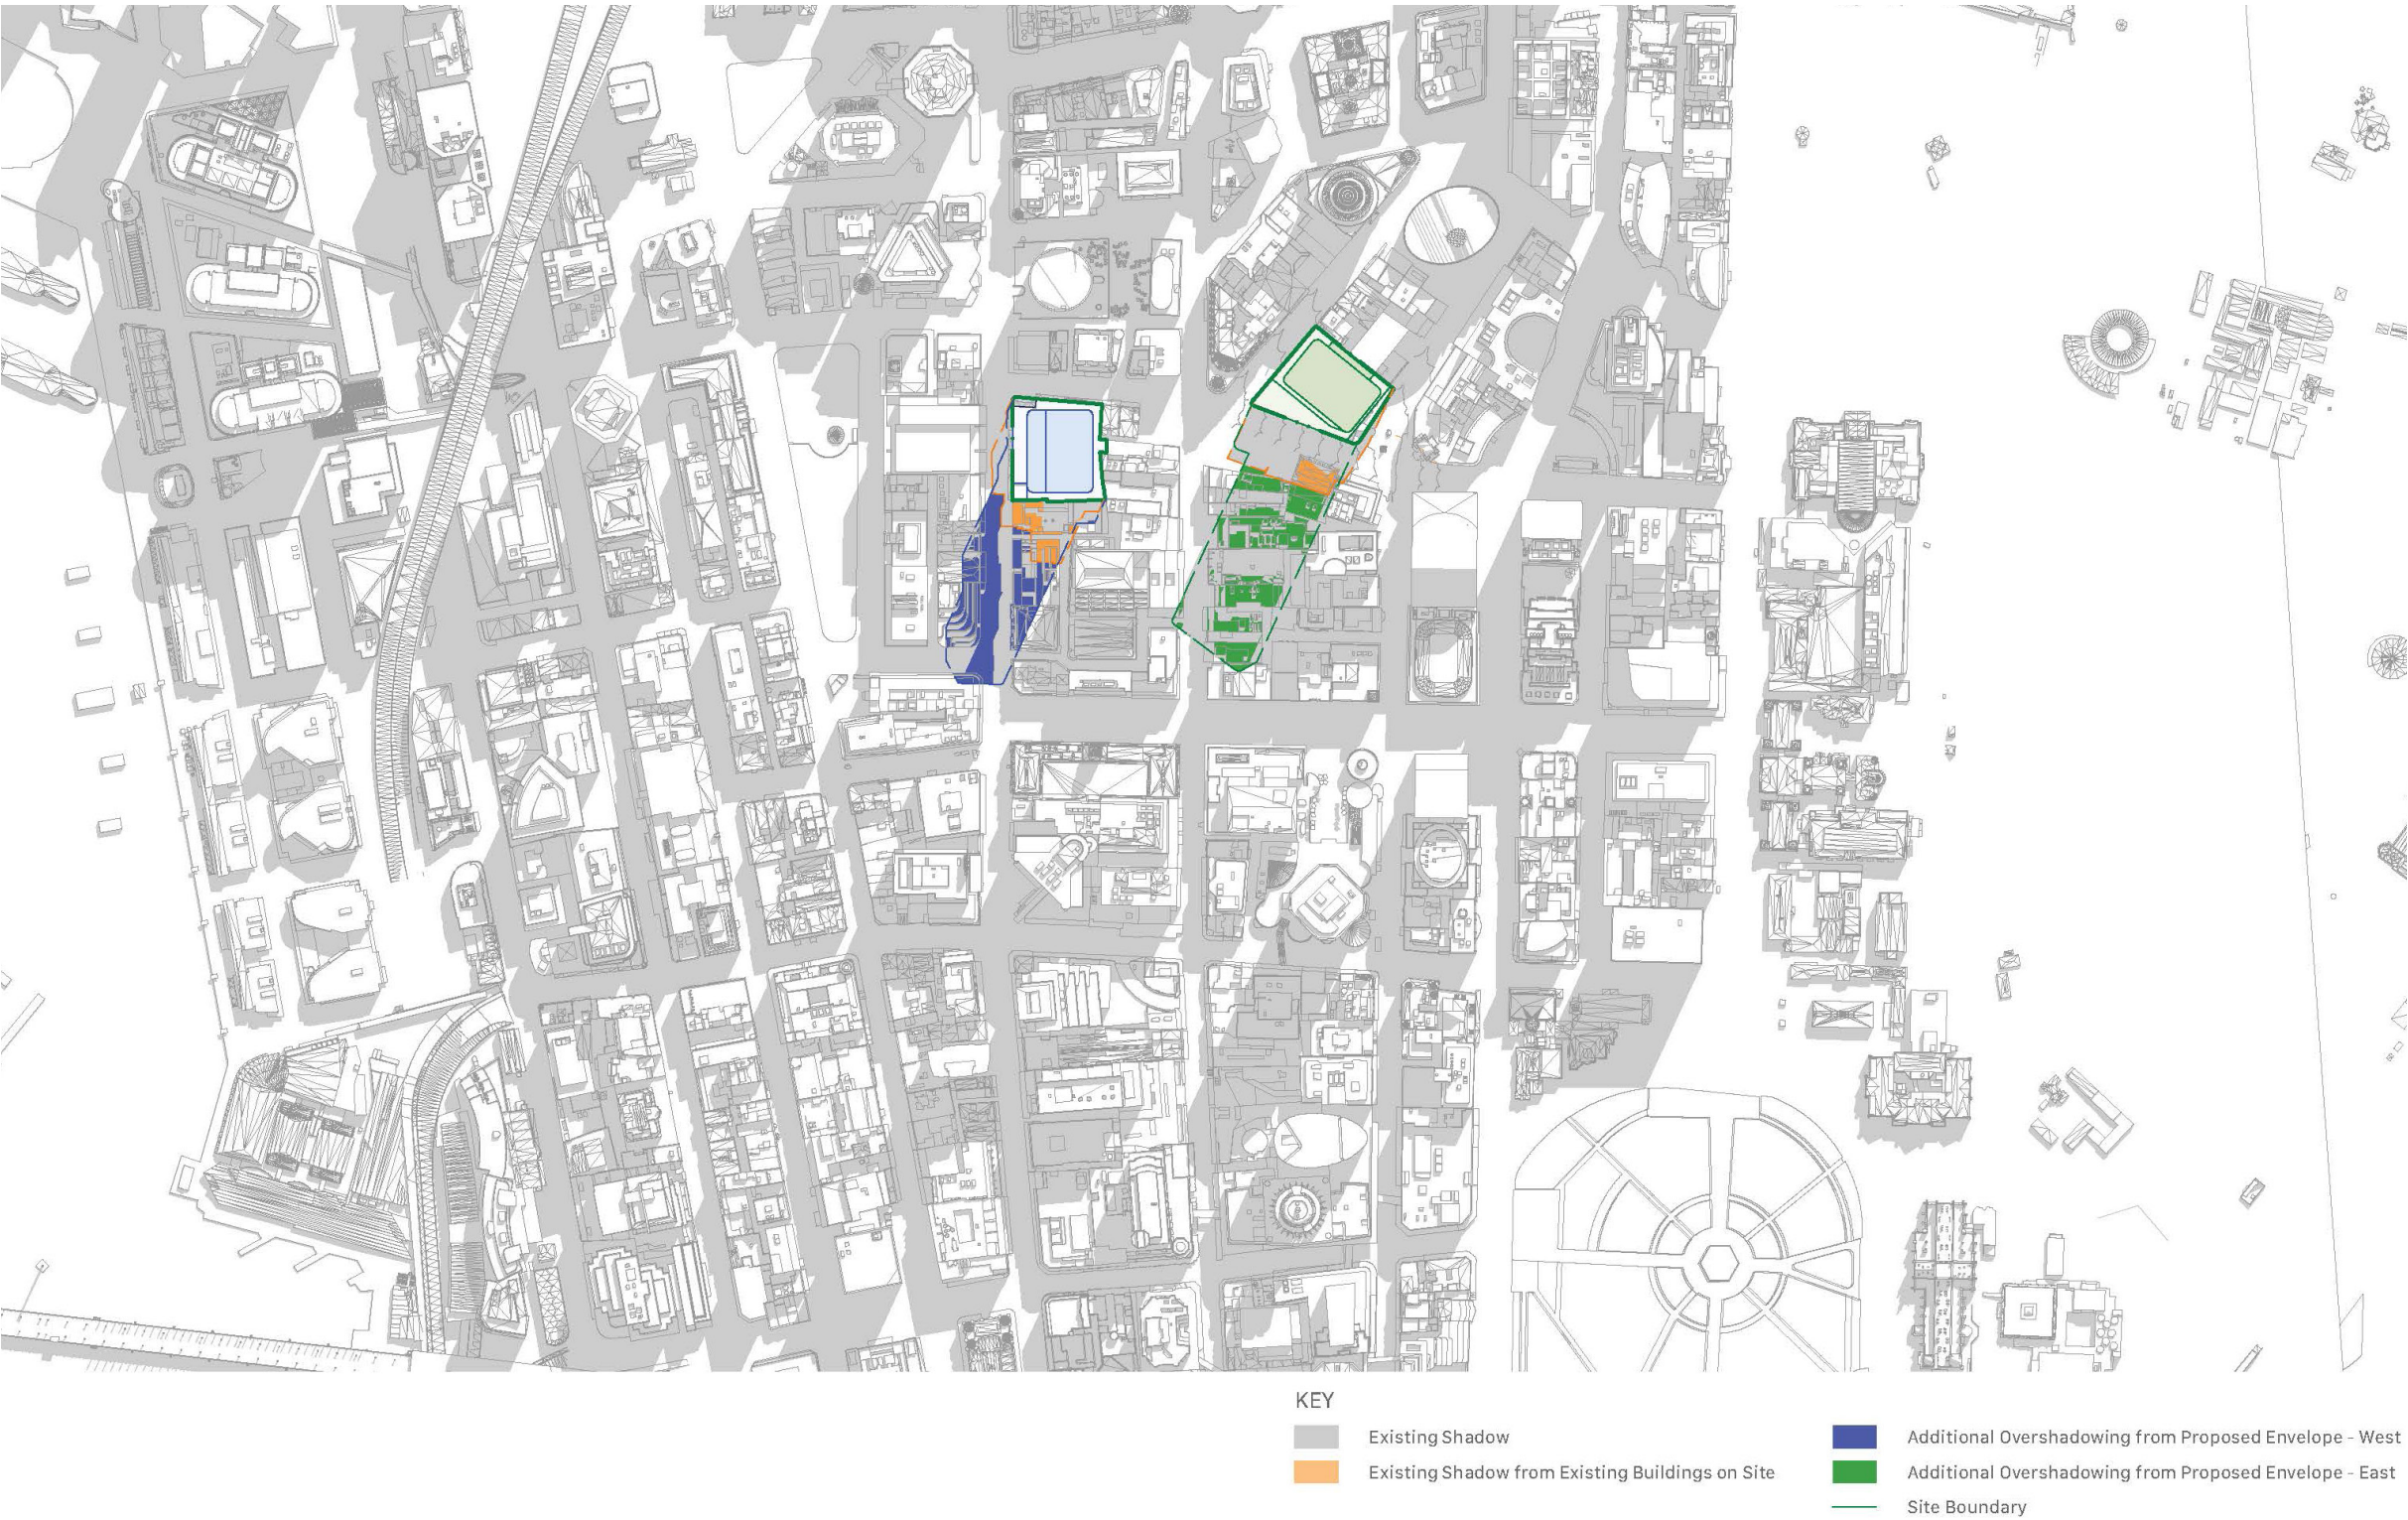 KEY
Existing Shadow
Existing Shadow from Existing Buildings on Site
Additional Overshadowing from Proposed Envelope - West
Additional Overshadowing from Proposed Envelope - East
Site Boundary